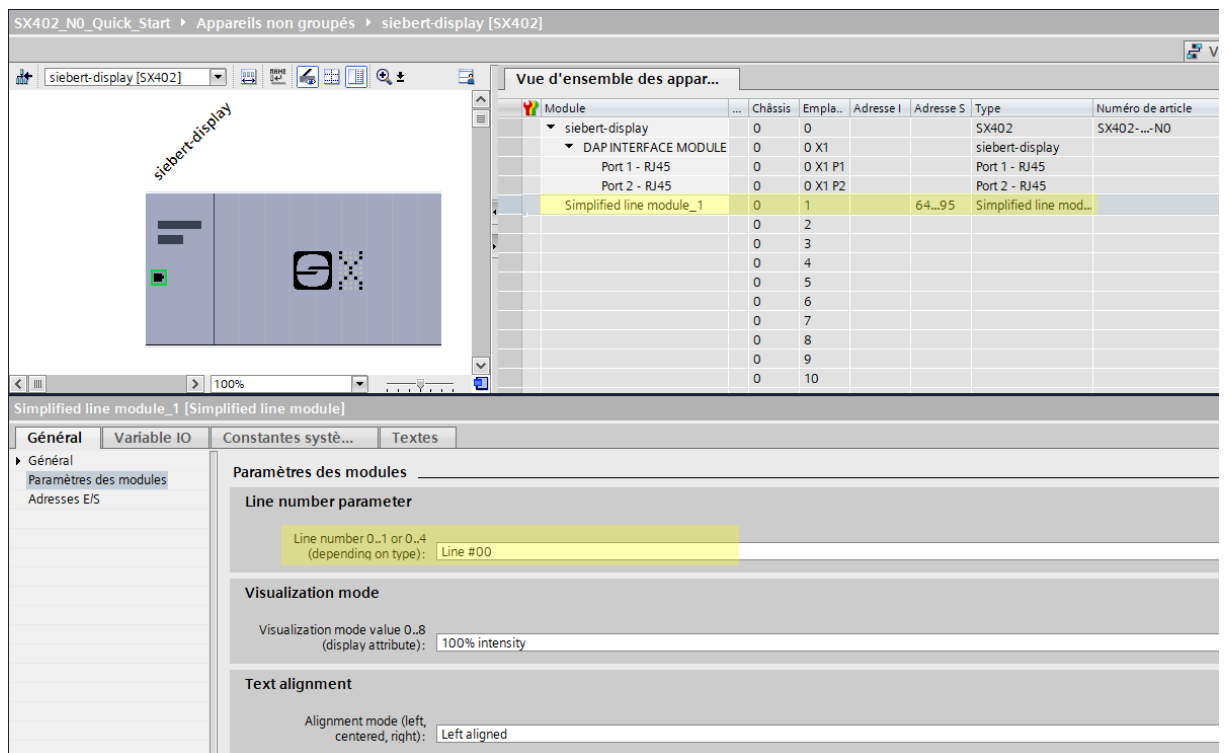 SX402_N0_Quick_Start ▸ Appareils non groupés ▸ siebert-display [SX402]
V
siebert-display [SX402]
siebert-display
100%
Vue d'ensemble des appar...
Module ... Châssis Empla.. Adresse I Adresse S Type Numéro de article
siebert-display 0 0 SX402 SX402-...-N0
DAP INTERFACE MODULE 0 0 X1 siebert-display
Port 1 - RJ45 0 0 X1 P1 Port 1 - RJ45
Port 2 - RJ45 0 0 X1 P2 Port 2 - RJ45
Simplified line module_1 0 1 64...95 Simplified line mod...
0 2
0 3
0 4
0 5
0 6
0 7
0 8
0 9
0 10
Simplified line module_1 [Simplified line module]
Général Variable IO Constantes systè... Textes
Général
Paramètres des modules
Adresses E/S
Paramètres des modules
Line number parameter
Line number 0..1 or 0..4
(depending on type): Line #00
Visualization mode
Visualization mode value 0..8
(display attribute): 100% intensity
Text alignment
Alignment mode (left,
centered, right): Left aligned